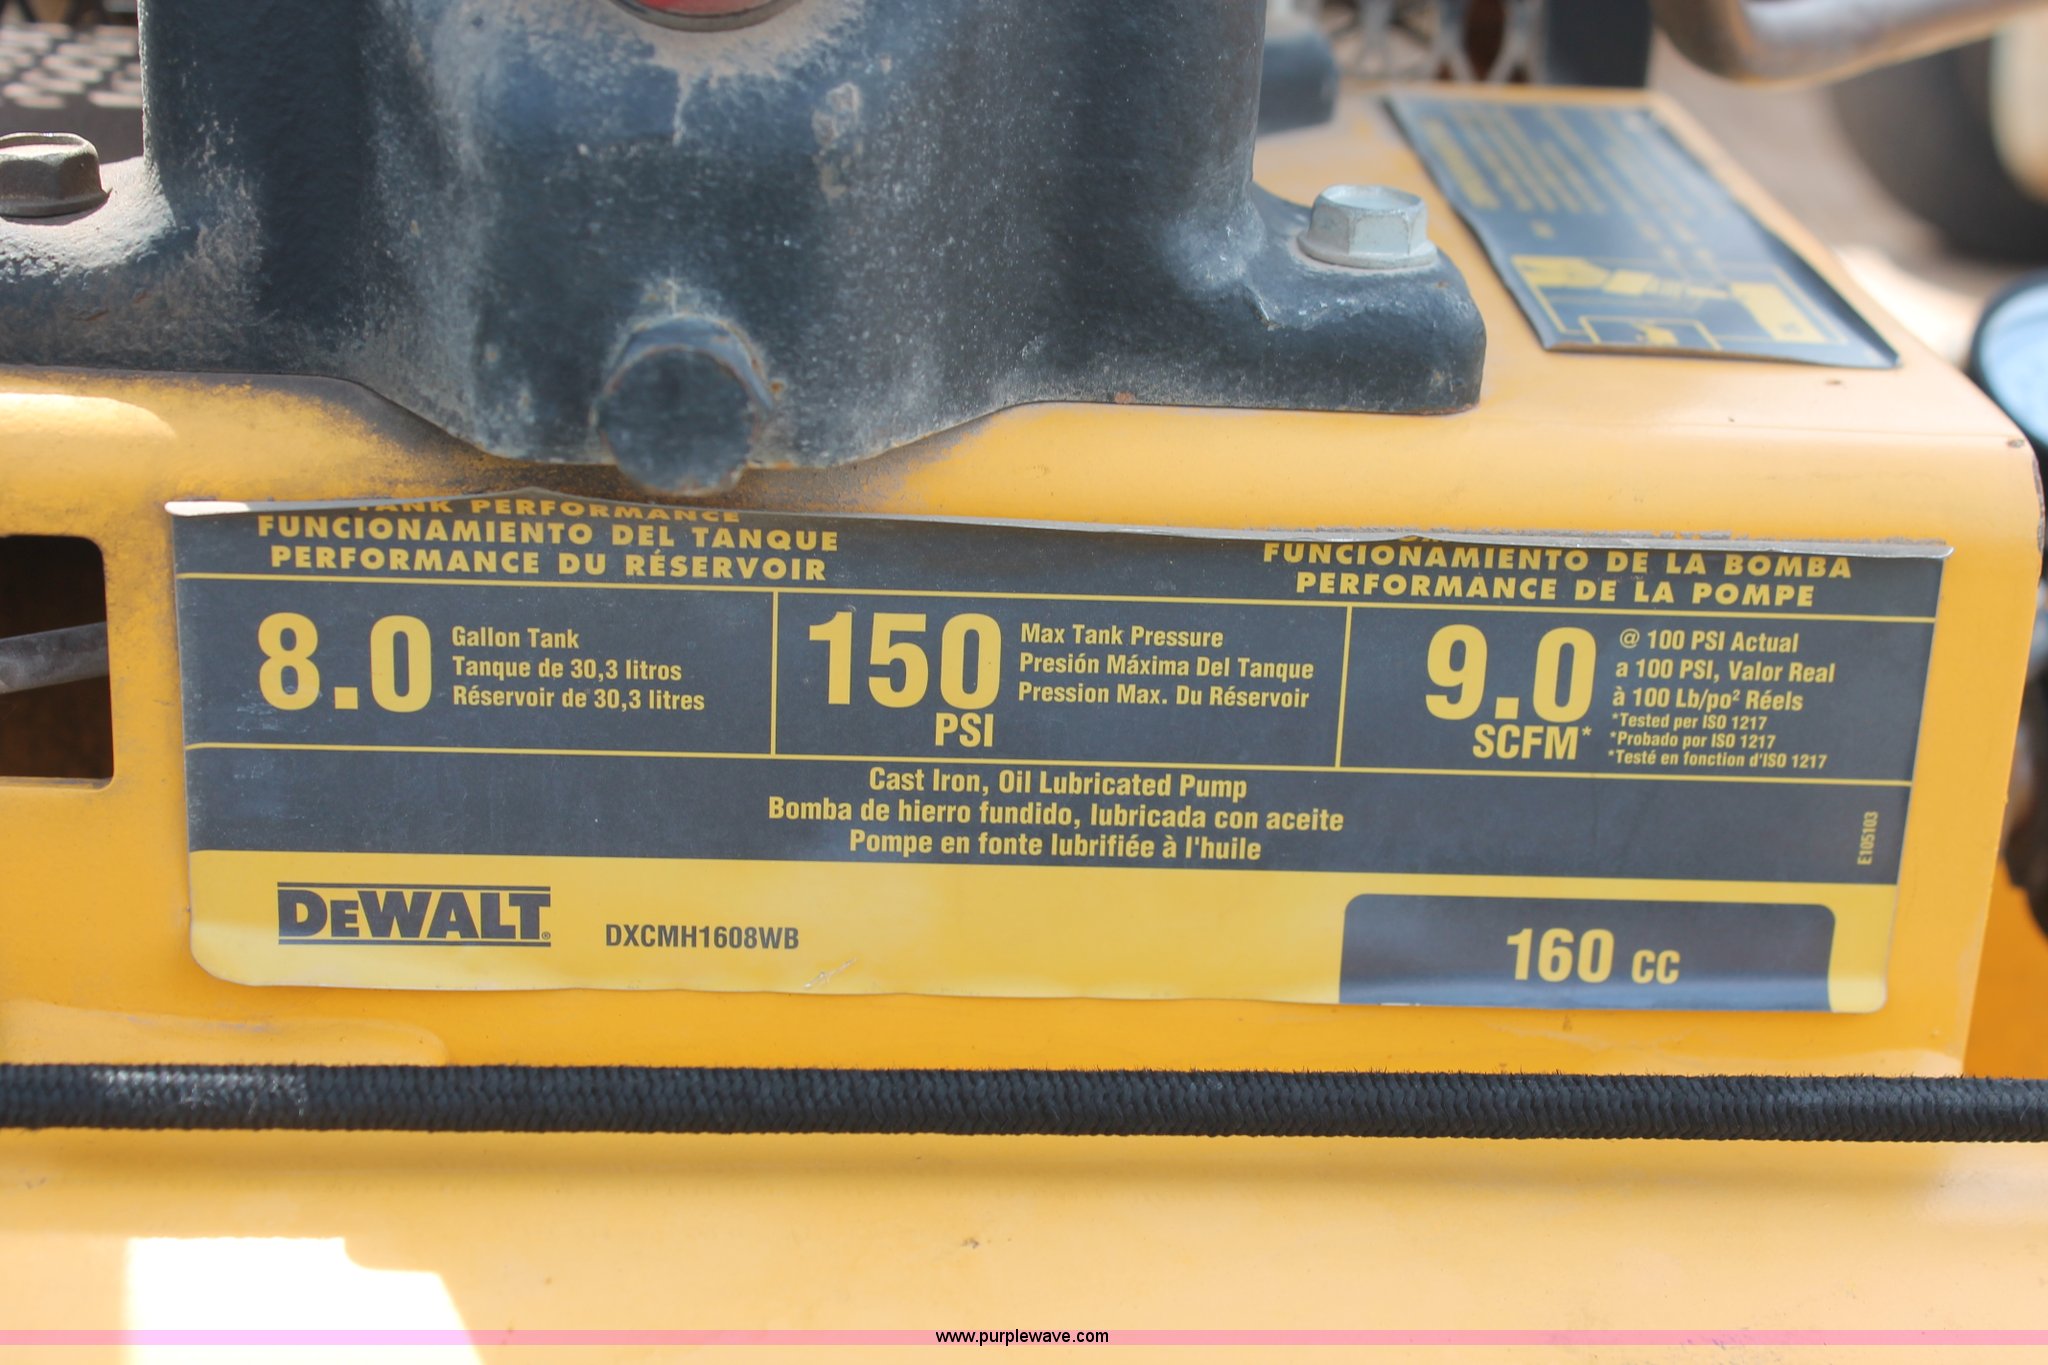 TANK PERFORMANCE
FUNCIONAMIENTO DEL TANQUE
PERFORMANCE DU RÉSERVOIR
FUNCIONAMIENTO DE LA BOMBA
PERFORMANCE DE LA POMPE
8.0
Gallon Tank
Tanque de 30,3 litros
Réservoir de 30,3 litres
150
PSI
Max Tank Pressure
Presión Máxima Del Tanque
Pression Max. Du Réservoir
9.0
SCFM*
@ 100 PSI Actual
a 100 PSI, Valor Real
à 100 Lb/po² Réels
*Tested per ISO 1217
*Probado por ISO 1217
*Testé en fonction d'ISO 1217
Cast Iron, Oil Lubricated Pump
Bomba de hierro fundido, lubricada con aceite
Pompe en fonte lubrifiée à l'huile
E105103
DEWALT®
DXCMH1608WB
160 CC
www.purplewave.com